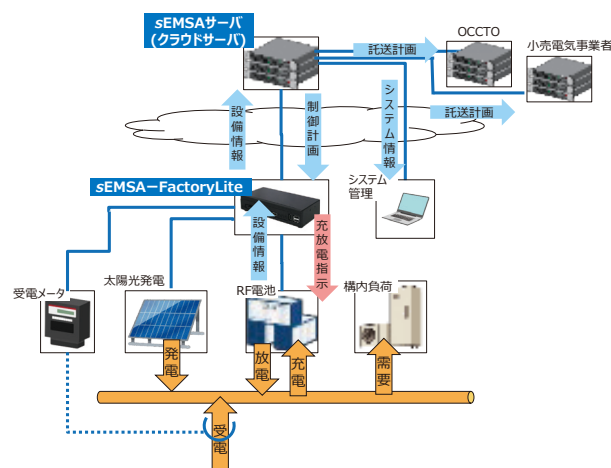 sEMSAサーバ
(クラウドサーバ)
OCCTO
小売電気事業者
託送計画
託送計画
設備情報
制御計画
システム情報
sEMSA－FactoryLite
システム
管理
設備情報
充放電指示
受電メータ
太陽光発電
RF電池
構内負荷
発電
放電
充電
需要
受電